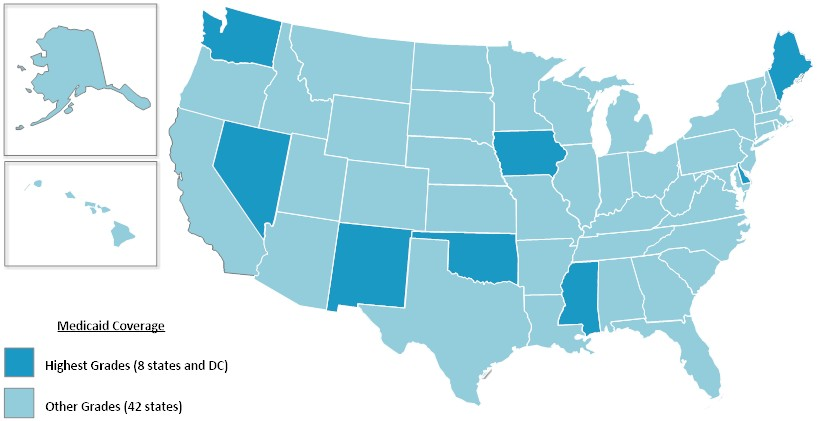 Medicaid Coverage
Highest Grades (8 states and DC)
Other Grades (42 states)